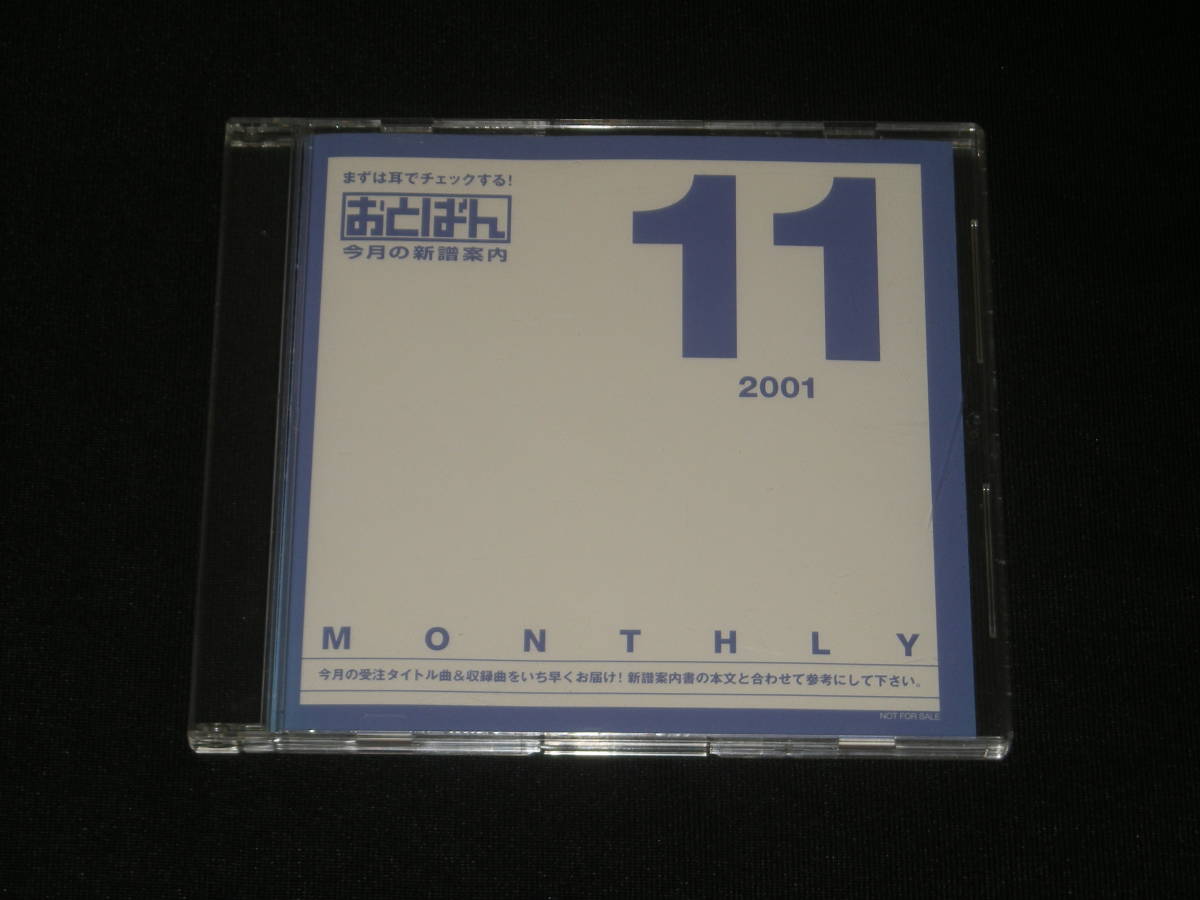 まずは耳でチェックする!
おとばん
今月の新譜案内
11
2001
MONTHLY
今月の受注タイトル曲&収録曲をいち早くお届け! 新譜案内書の本文と合わせて参考にして下さい。
NOT FOR SALE